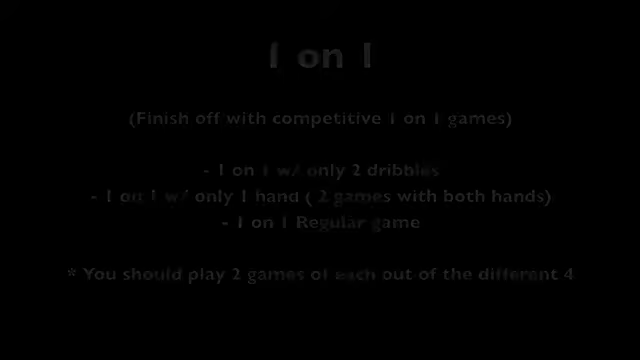 1 on 1
(Finish off with competitive 1 on 1 games)
- 1 on 1 w/ only 2 dribbles
- 1 on 1 w/ only 1 hand ( 2 games with both hands)
- 1 on 1 Regular game
* You should play 2 games of each out of the different 4